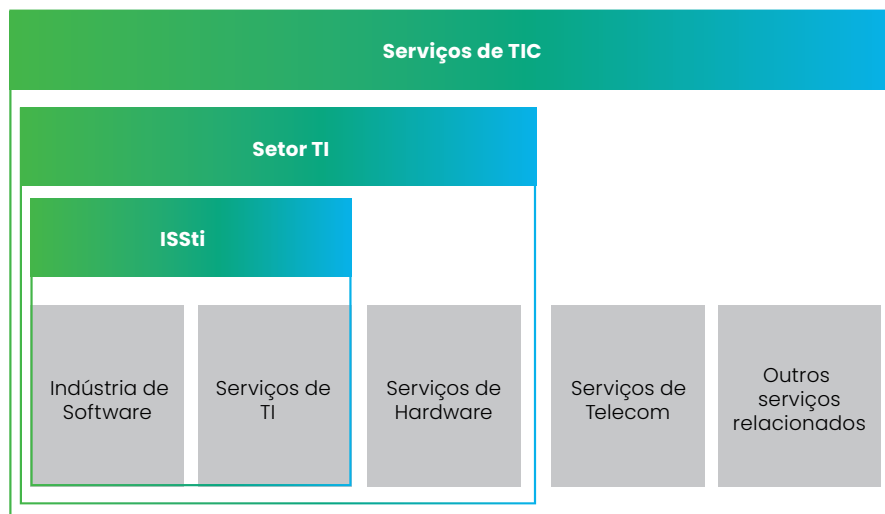 Serviços de TIC
Setor TI
ISSti
Indústria de
Software
Serviços de
TI
Serviços de
Hardware
Serviços de
Telecom
Outros
serviços
relacionados